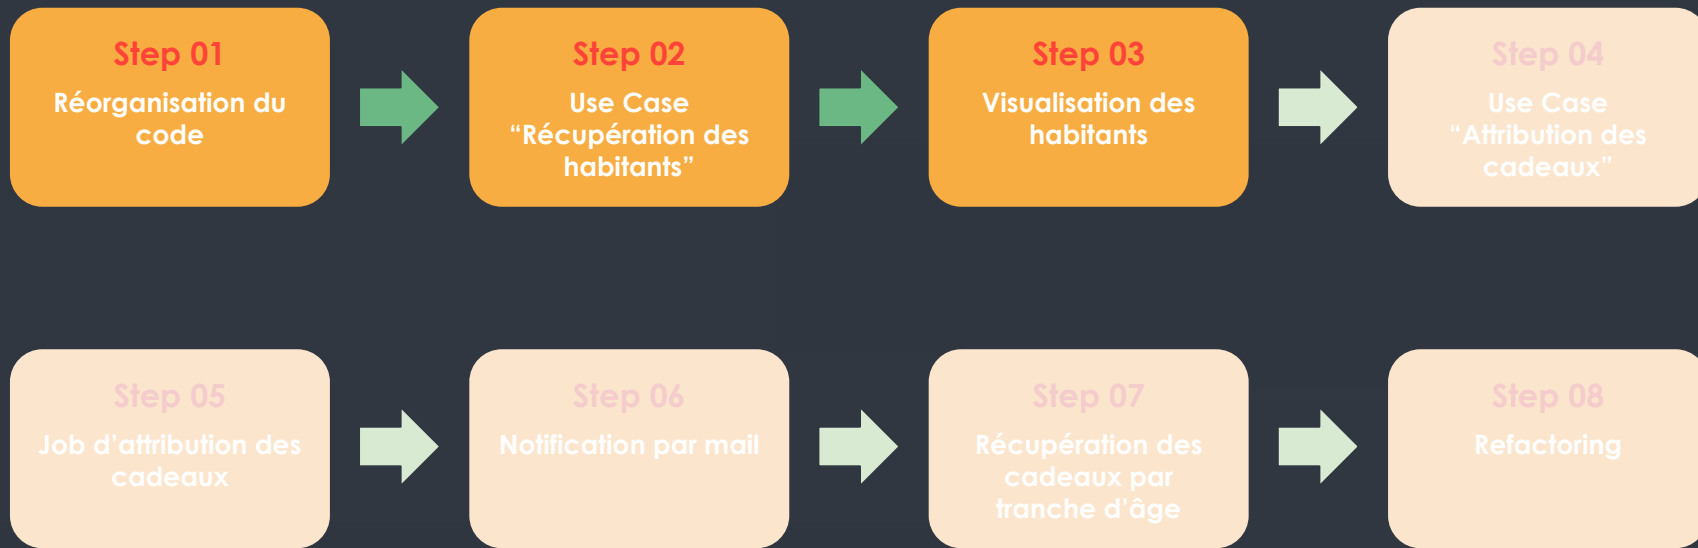 Step 01
Réorganisation du
code
Step 02
Use Case
“Récupération des
habitants”
Step 03
Visualisation des
habitants
Step 04
Use Case
“Attribution des
cadeaux”
Step 05
Job d’attribution des
cadeaux
Step 06
Notification par mail
Step 07
Récupération des
cadeaux par
tranche d’âge
Step 08
Refactoring